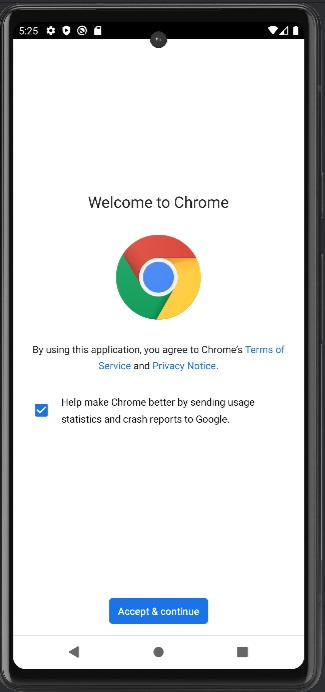 5:25
Welcome to Chrome
By using this application, you agree to Chrome's Terms of
Service and Privacy Notice.
Help make Chrome better by sending usage
statistics and crash reports to Google.
Accept & continue